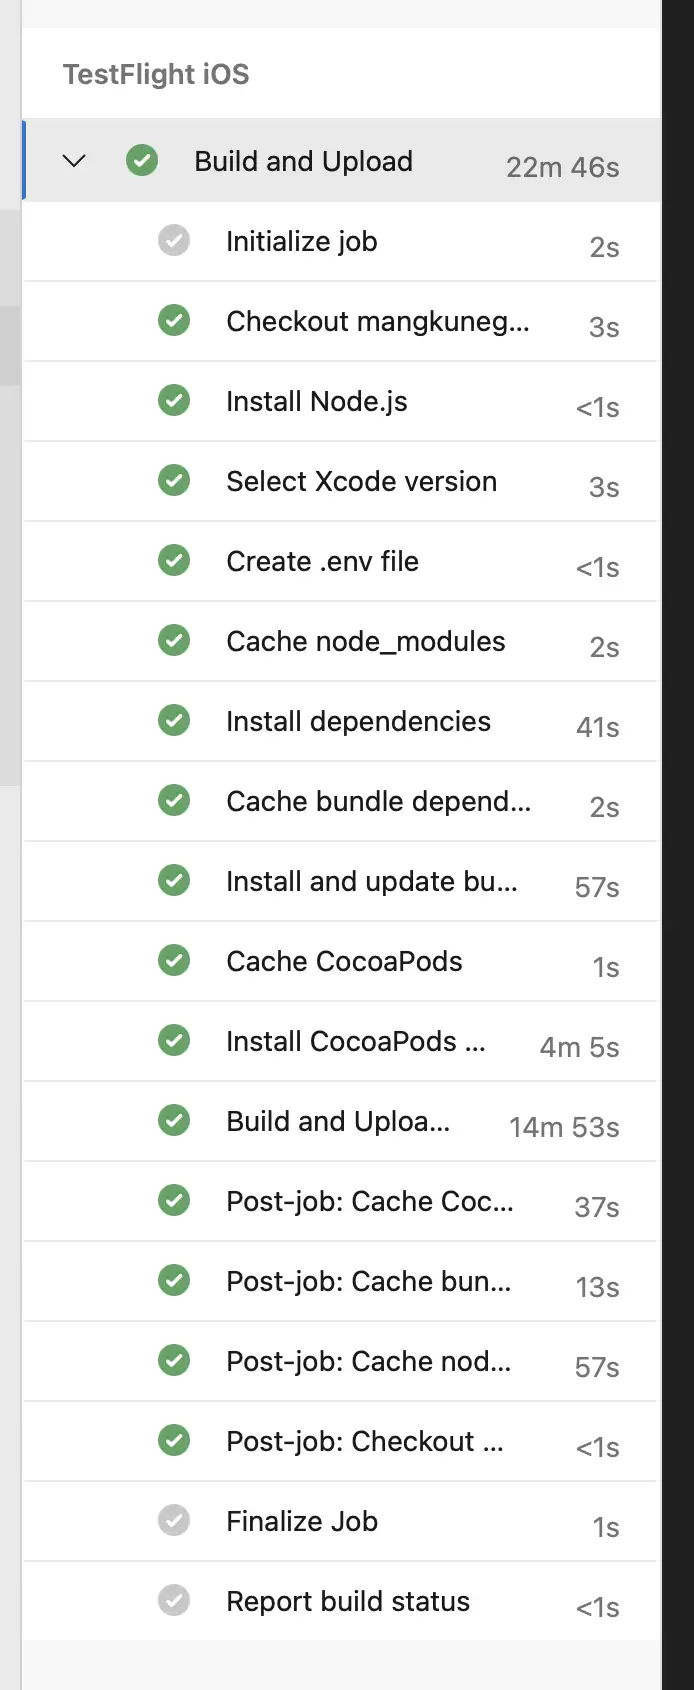 TestFlight iOS
Build and Upload 22m 46s
Initialize job 2s
Checkout mangkuneg... 3s
Install Node.js <1s
Select Xcode version 3s
Create .env file <1s
Cache node_modules 2s
Install dependencies 41s
Cache bundle depend... 2s
Install and update bu... 57s
Cache CocoaPods 1s
Install CocoaPods ... 4m 5s
Build and Uploa... 14m 53s
Post-job: Cache Coc... 37s
Post-job: Cache bun... 13s
Post-job: Cache nod... 57s
Post-job: Checkout ... <1s
Finalize Job 1s
Report build status <1s